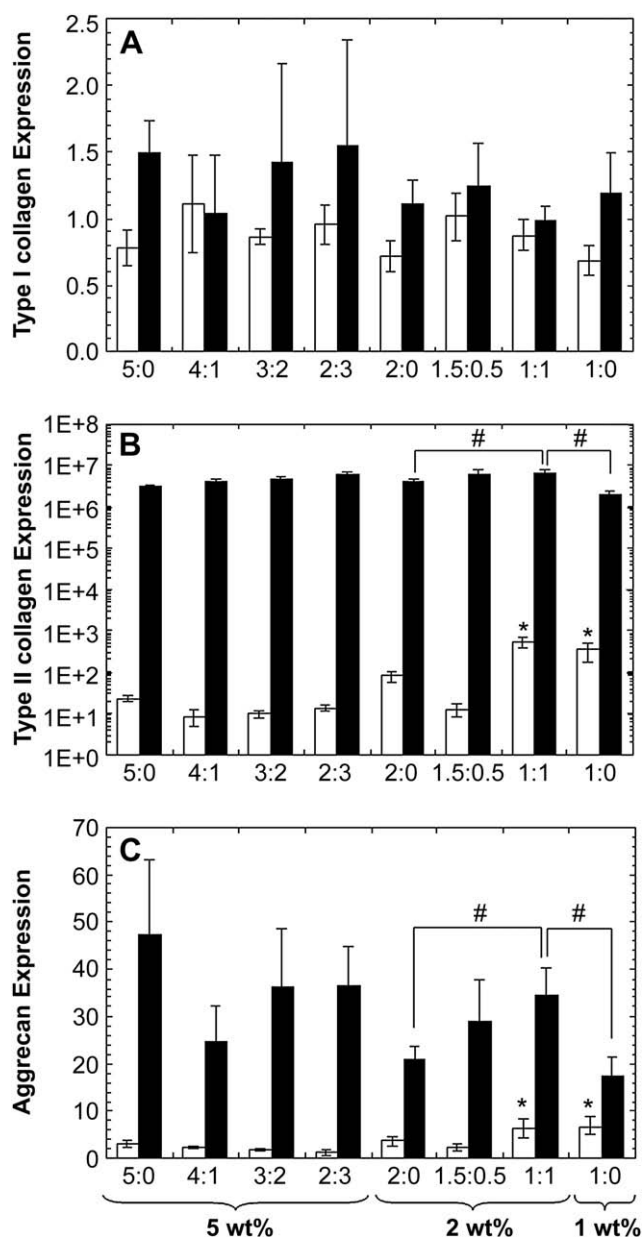 A
Type I collagen Expression
2.5
2.0
1.5
1.0
0.5
0.0
5:0 4:1 3:2 2:3 2:0 1.5:0.5 1:1 1:0
B
Type II collagen Expression
1E+8
1E+7
1E+6
1E+5
1E+4
1E+3
1E+2
1E+1
1E+0
# #
* *
5:0 4:1 3:2 2:3 2:0 1.5:0.5 1:1 1:0
C
Aggrecan Expression
70
60
50
40
30
20
10
0
# #
* *
5:0 4:1 3:2 2:3 2:0 1.5:0.5 1:1 1:0
5 wt% 2 wt% 1 wt%